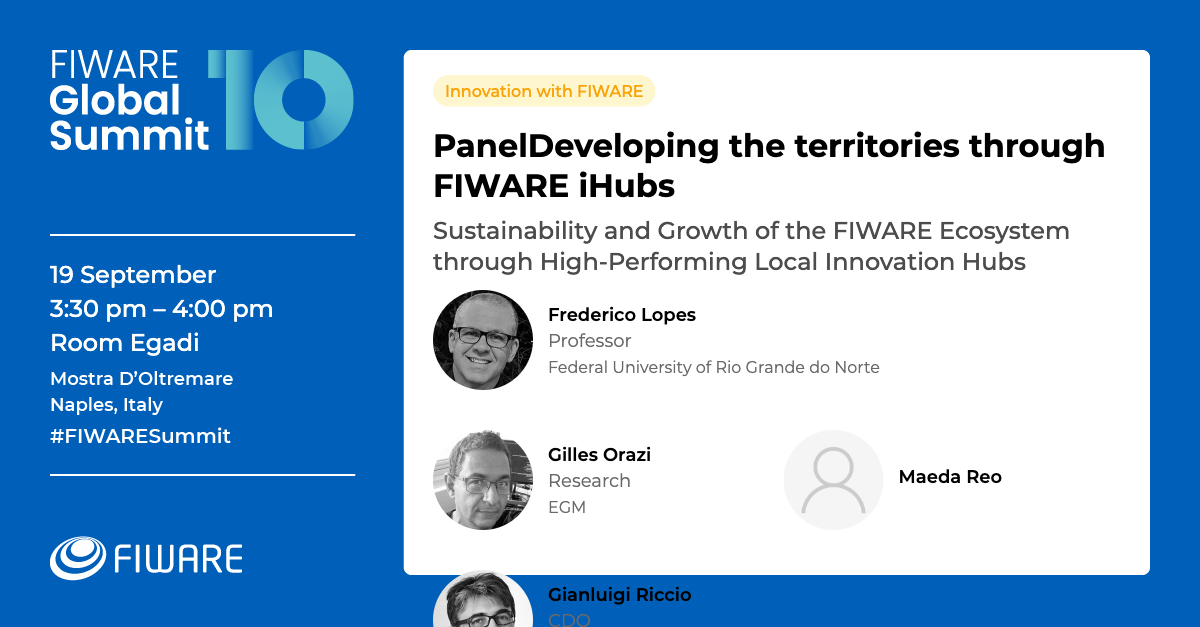 FIWARE
Global
Summit
10
19 September
3:30 pm – 4:00 pm
Room Egadi
Mostra D’Oltremare
Naples, Italy
#FIWARESummit
FIWARE
Innovation with FIWARE
PanelDeveloping the territories through
FIWARE iHubs
Sustainability and Growth of the FIWARE Ecosystem
through High-Performing Local Innovation Hubs
Frederico Lopes
Professor
Federal University of Rio Grande do Norte
Gilles Orazi
Research
EGM
Maeda Reo
Gianluigi Riccio
CDO